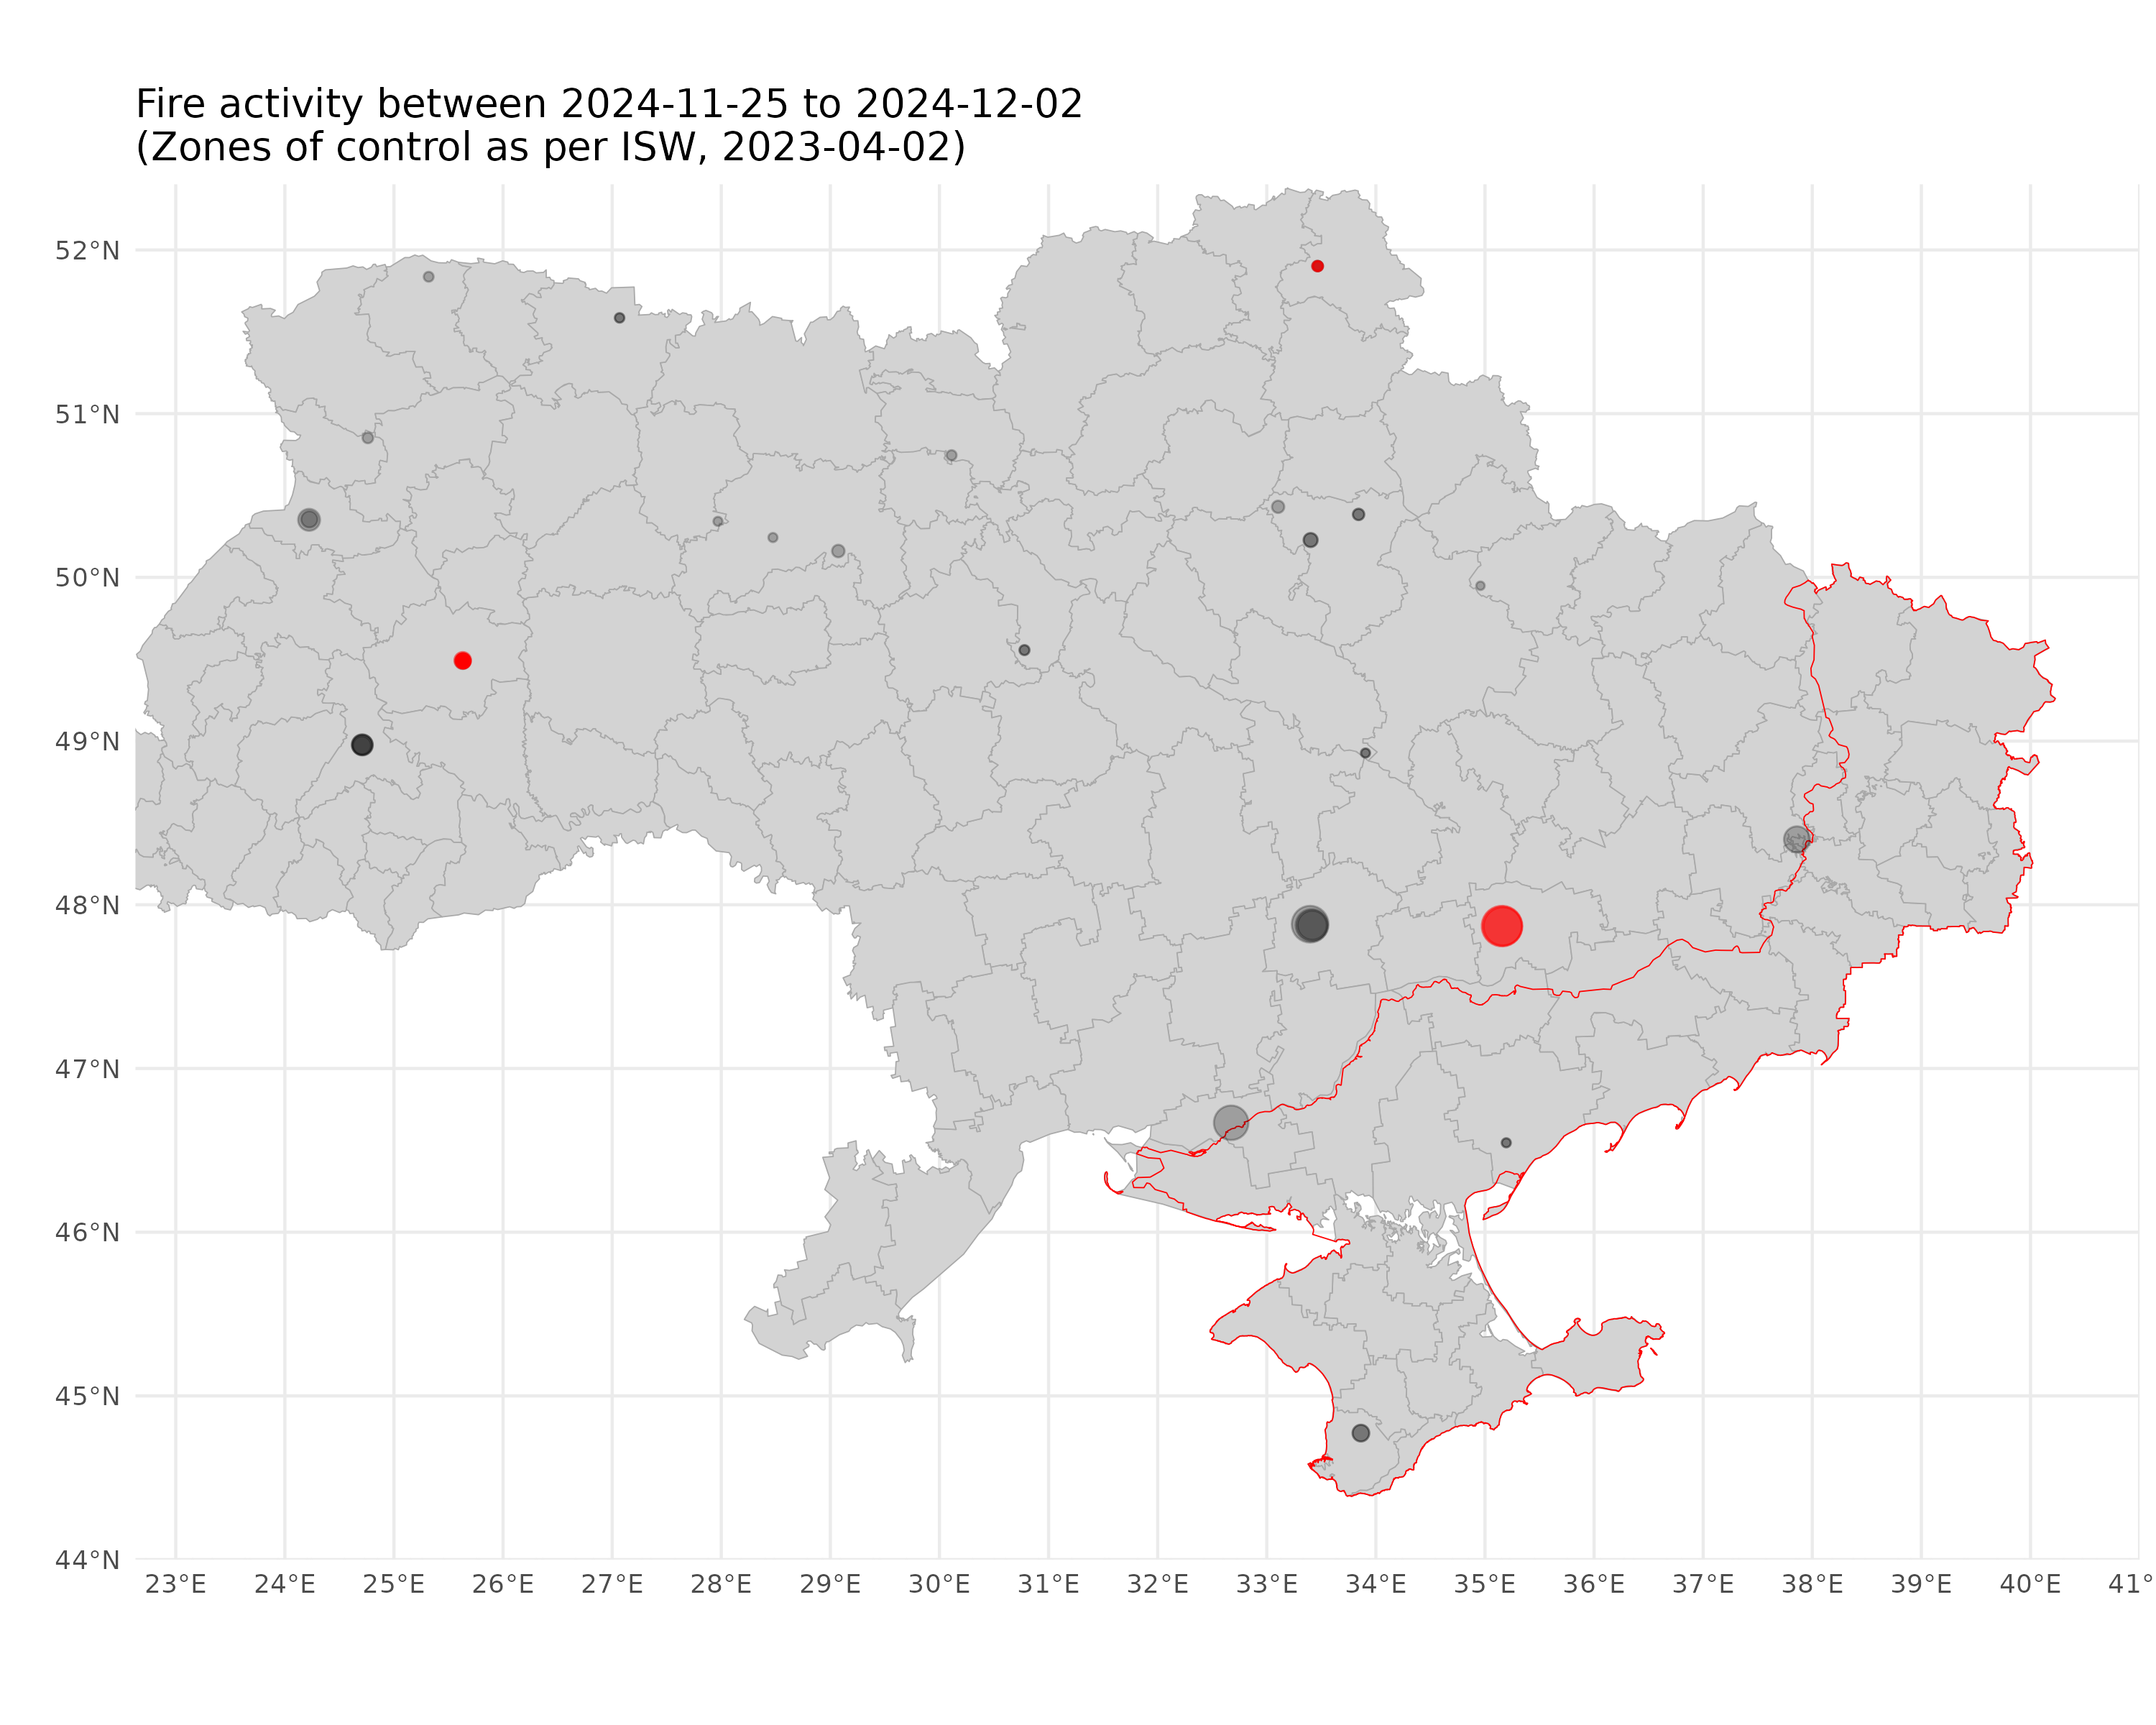 Fire activity between 2024-11-25 to 2024-12-02
(Zones of control as per ISW, 2023-04-02)
52°N
51°N
50°N
49°N
48°N
47°N
46°N
45°N
44°N
23°E 24°E 25°E 26°E 27°E 28°E 29°E 30°E 31°E 32°E 33°E 34°E 35°E 36°E 37°E 38°E 39°E 40°E 41°